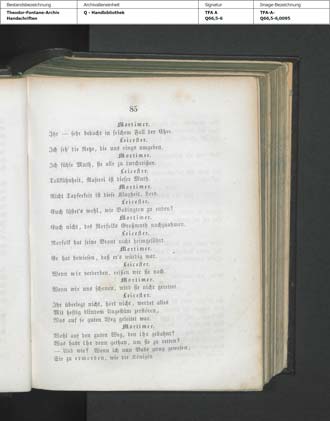 Bestandsbezeichnung
Theodor-Fontane-Archiv
Handschriften
Archivalieneinheit
Q - Handbibliothek
Signatur
TFA A
Q66,5-6
Image-Bezeichnung
TFA-A-
Q66,5-6,0095
85
Mortimer.
Ihr — sehr bedacht in solchem Fall der Ehre.
Leicester.
Ich seh' die Netze, die uns rings umgeben.
Mortimer.
Ich fühle Muth, sie alle zu durchreißen.
Leicester.
Tollkühnheit, Raserei ist dieser Muth.
Mortimer.
Nicht Tapferkeit ist diese Klugheit, Lord.
Leicester.
Euch lüstet's wohl, wie Babington zu enden?
Mortimer.
Euch nicht, des Norfolks Großmuth nachzuahmen.
Leicester.
Norfolk hat seine Braut nicht heimgeführt.
Mortimer.
Er hat bewiesen, daß er's würdig war.
Leicester.
Wenn wir verderben, reißen wir sie nach.
Mortimer.
Wenn wir uns schonen, wird sie nicht gerettet.
Leicester.
Ihr überlegt nicht, hört nicht, werdet alles
Mit heftig blindem Ungestüm zerstören,
Was auf so guten Weg geleitet war.
Mortimer.
Wohl auf den guten Weg, den Ihr gebahnt?
Was habt Ihr denn gethan, um sie zu retten?
— Und wie? Wenn ich nun Bube gnug gewesen,
Sie zu ermorden, wie die Königin